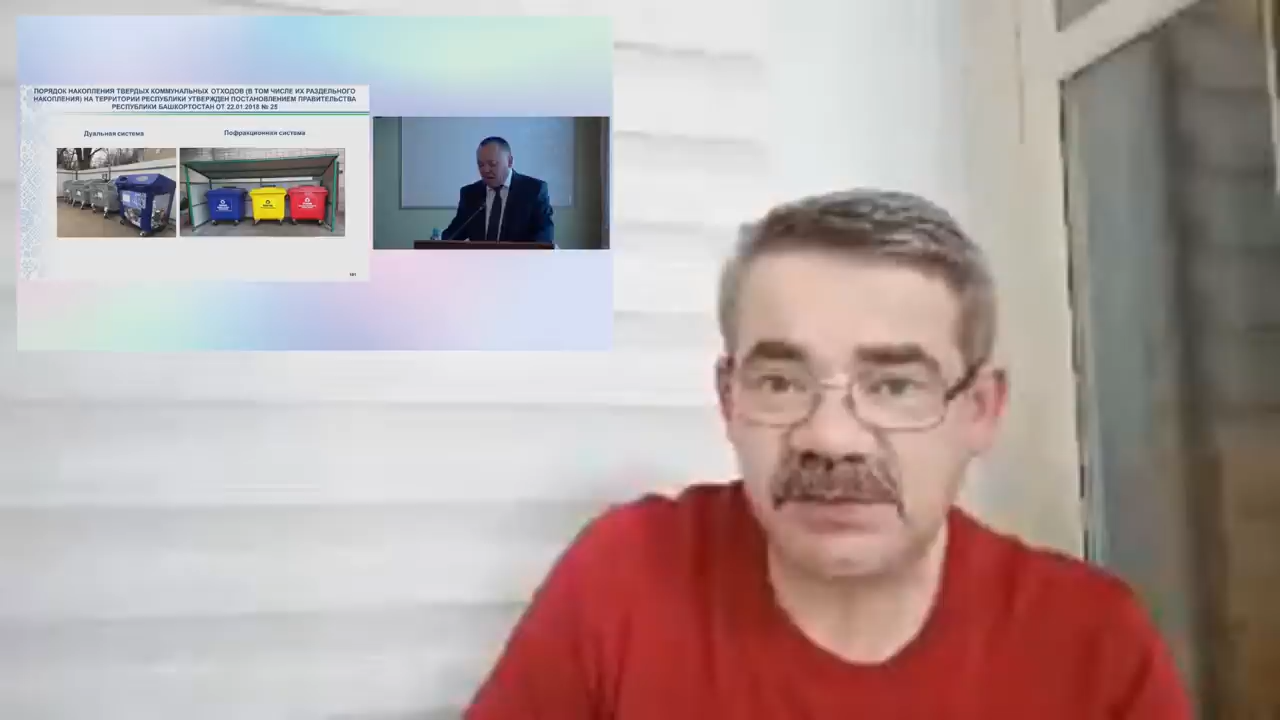 ПОРЯДОК НАКОПЛЕНИЯ ТВЕРДЫХ КОММУНАЛЬНЫХ ОТХОДОВ (В ТОМ ЧИСЛЕ ИХ РАЗДЕЛЬНОГО
НАКОПЛЕНИЯ) НА ТЕРРИТОРИИ РЕСПУБЛИКИ УТВЕРЖДЕН ПОСТАНОВЛЕНИЕМ ПРАВИТЕЛЬСТВА
РЕСПУБЛИКИ БАШКОРТОСТАН ОТ 22.01.2018 № 25
Дуальная система
Пофракционная система